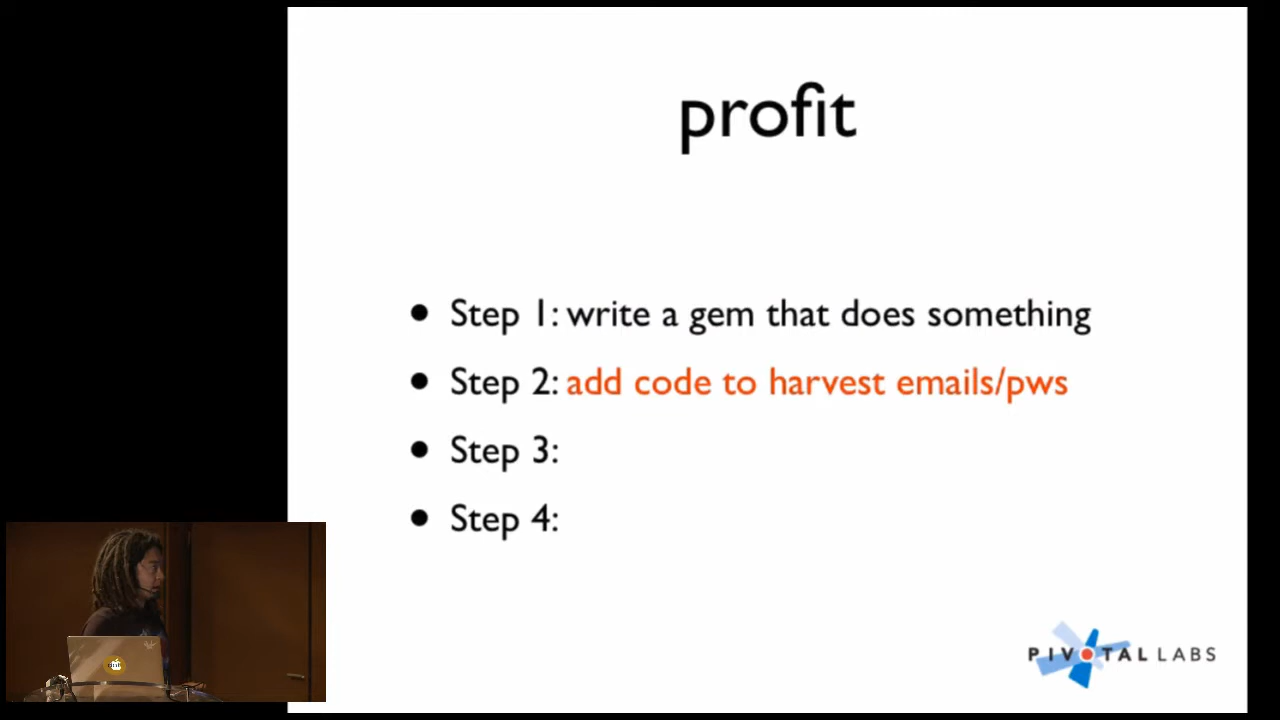 profit
• Step 1: write a gem that does something
• Step 2: add code to harvest emails/pws
• Step 3:
• Step 4:
PIVOTAL LABS